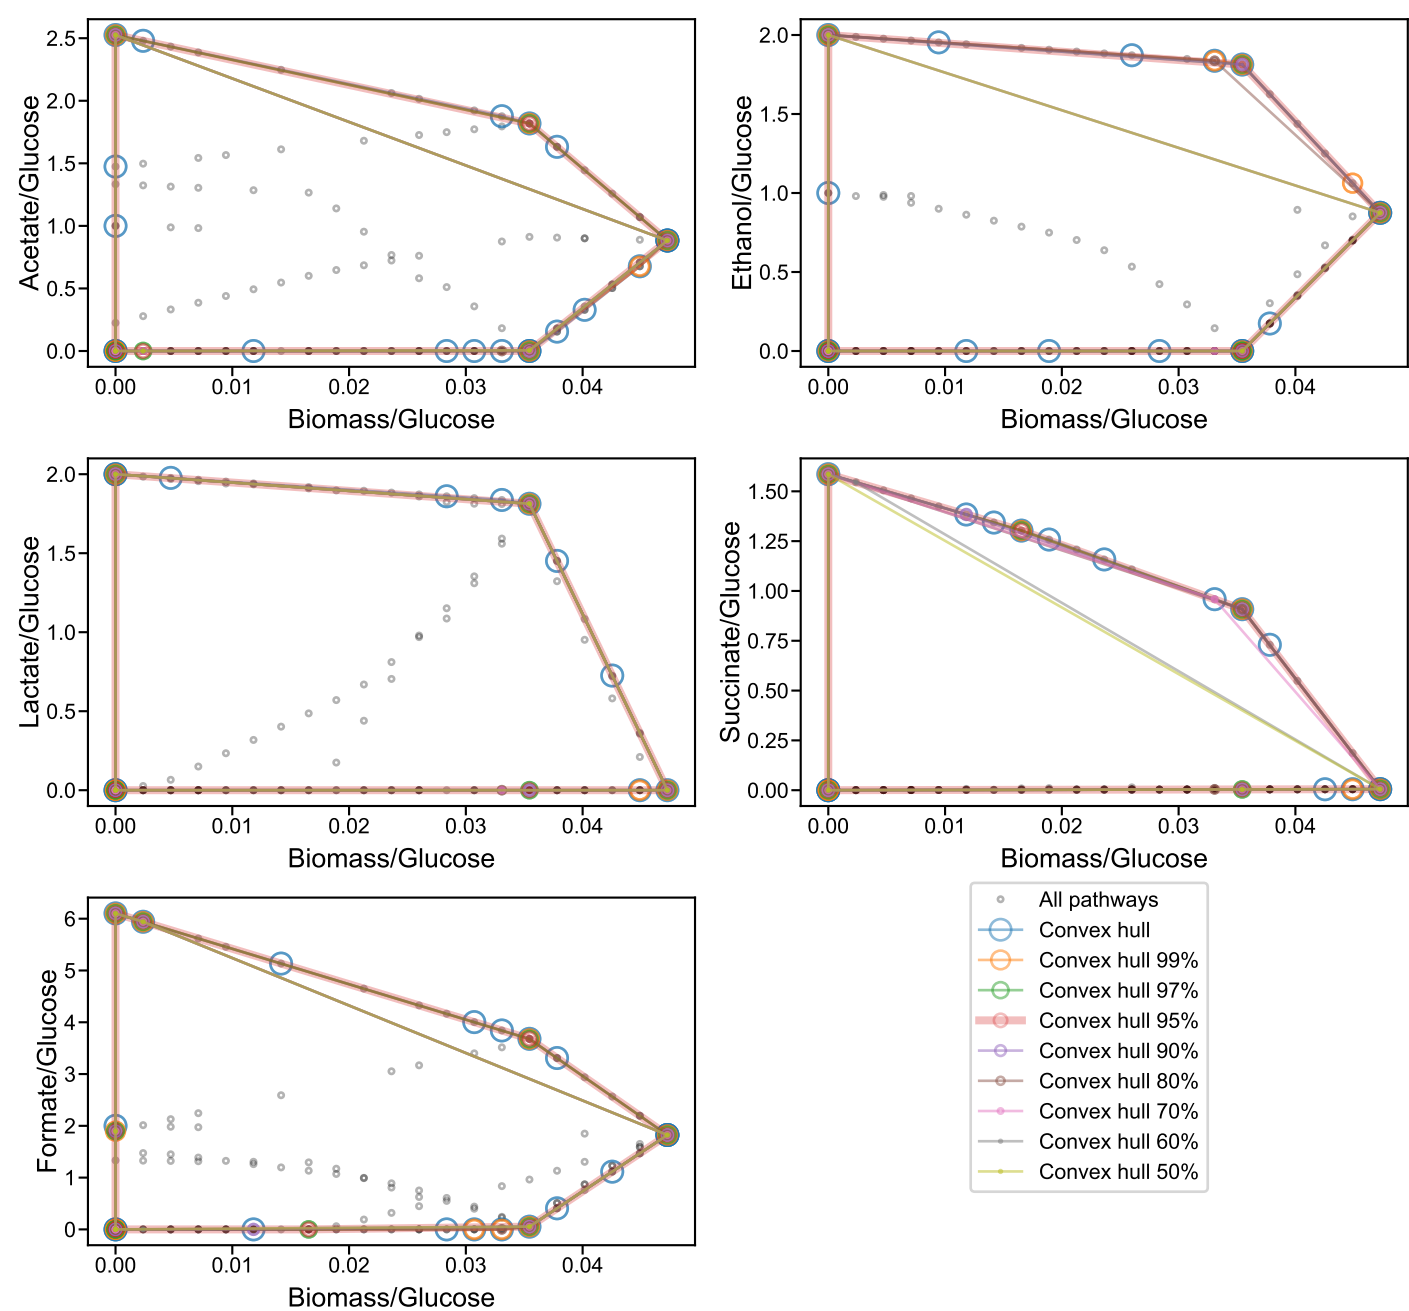 2.5
2.0
1.5
1.0
0.5
0.0
Acetate/Glucose
0.00 0.01 0.02 0.03 0.04
Biomass/Glucose
2.0
1.5
1.0
0.5
0.0
Ethanol/Glucose
0.00 0.01 0.02 0.03 0.04
Biomass/Glucose
2.0
1.5
1.0
0.5
0.0
Lactate/Glucose
0.00 0.01 0.02 0.03 0.04
Biomass/Glucose
1.50
1.25
1.00
0.75
0.50
0.25
0.00
Succinate/Glucose
0.00 0.01 0.02 0.03 0.04
Biomass/Glucose
6
5
4
3
2
1
0
Formate/Glucose
0.00 0.01 0.02 0.03 0.04
Biomass/Glucose
All pathways
Convex hull
Convex hull 99%
Convex hull 97%
Convex hull 95%
Convex hull 90%
Convex hull 80%
Convex hull 70%
Convex hull 60%
Convex hull 50%